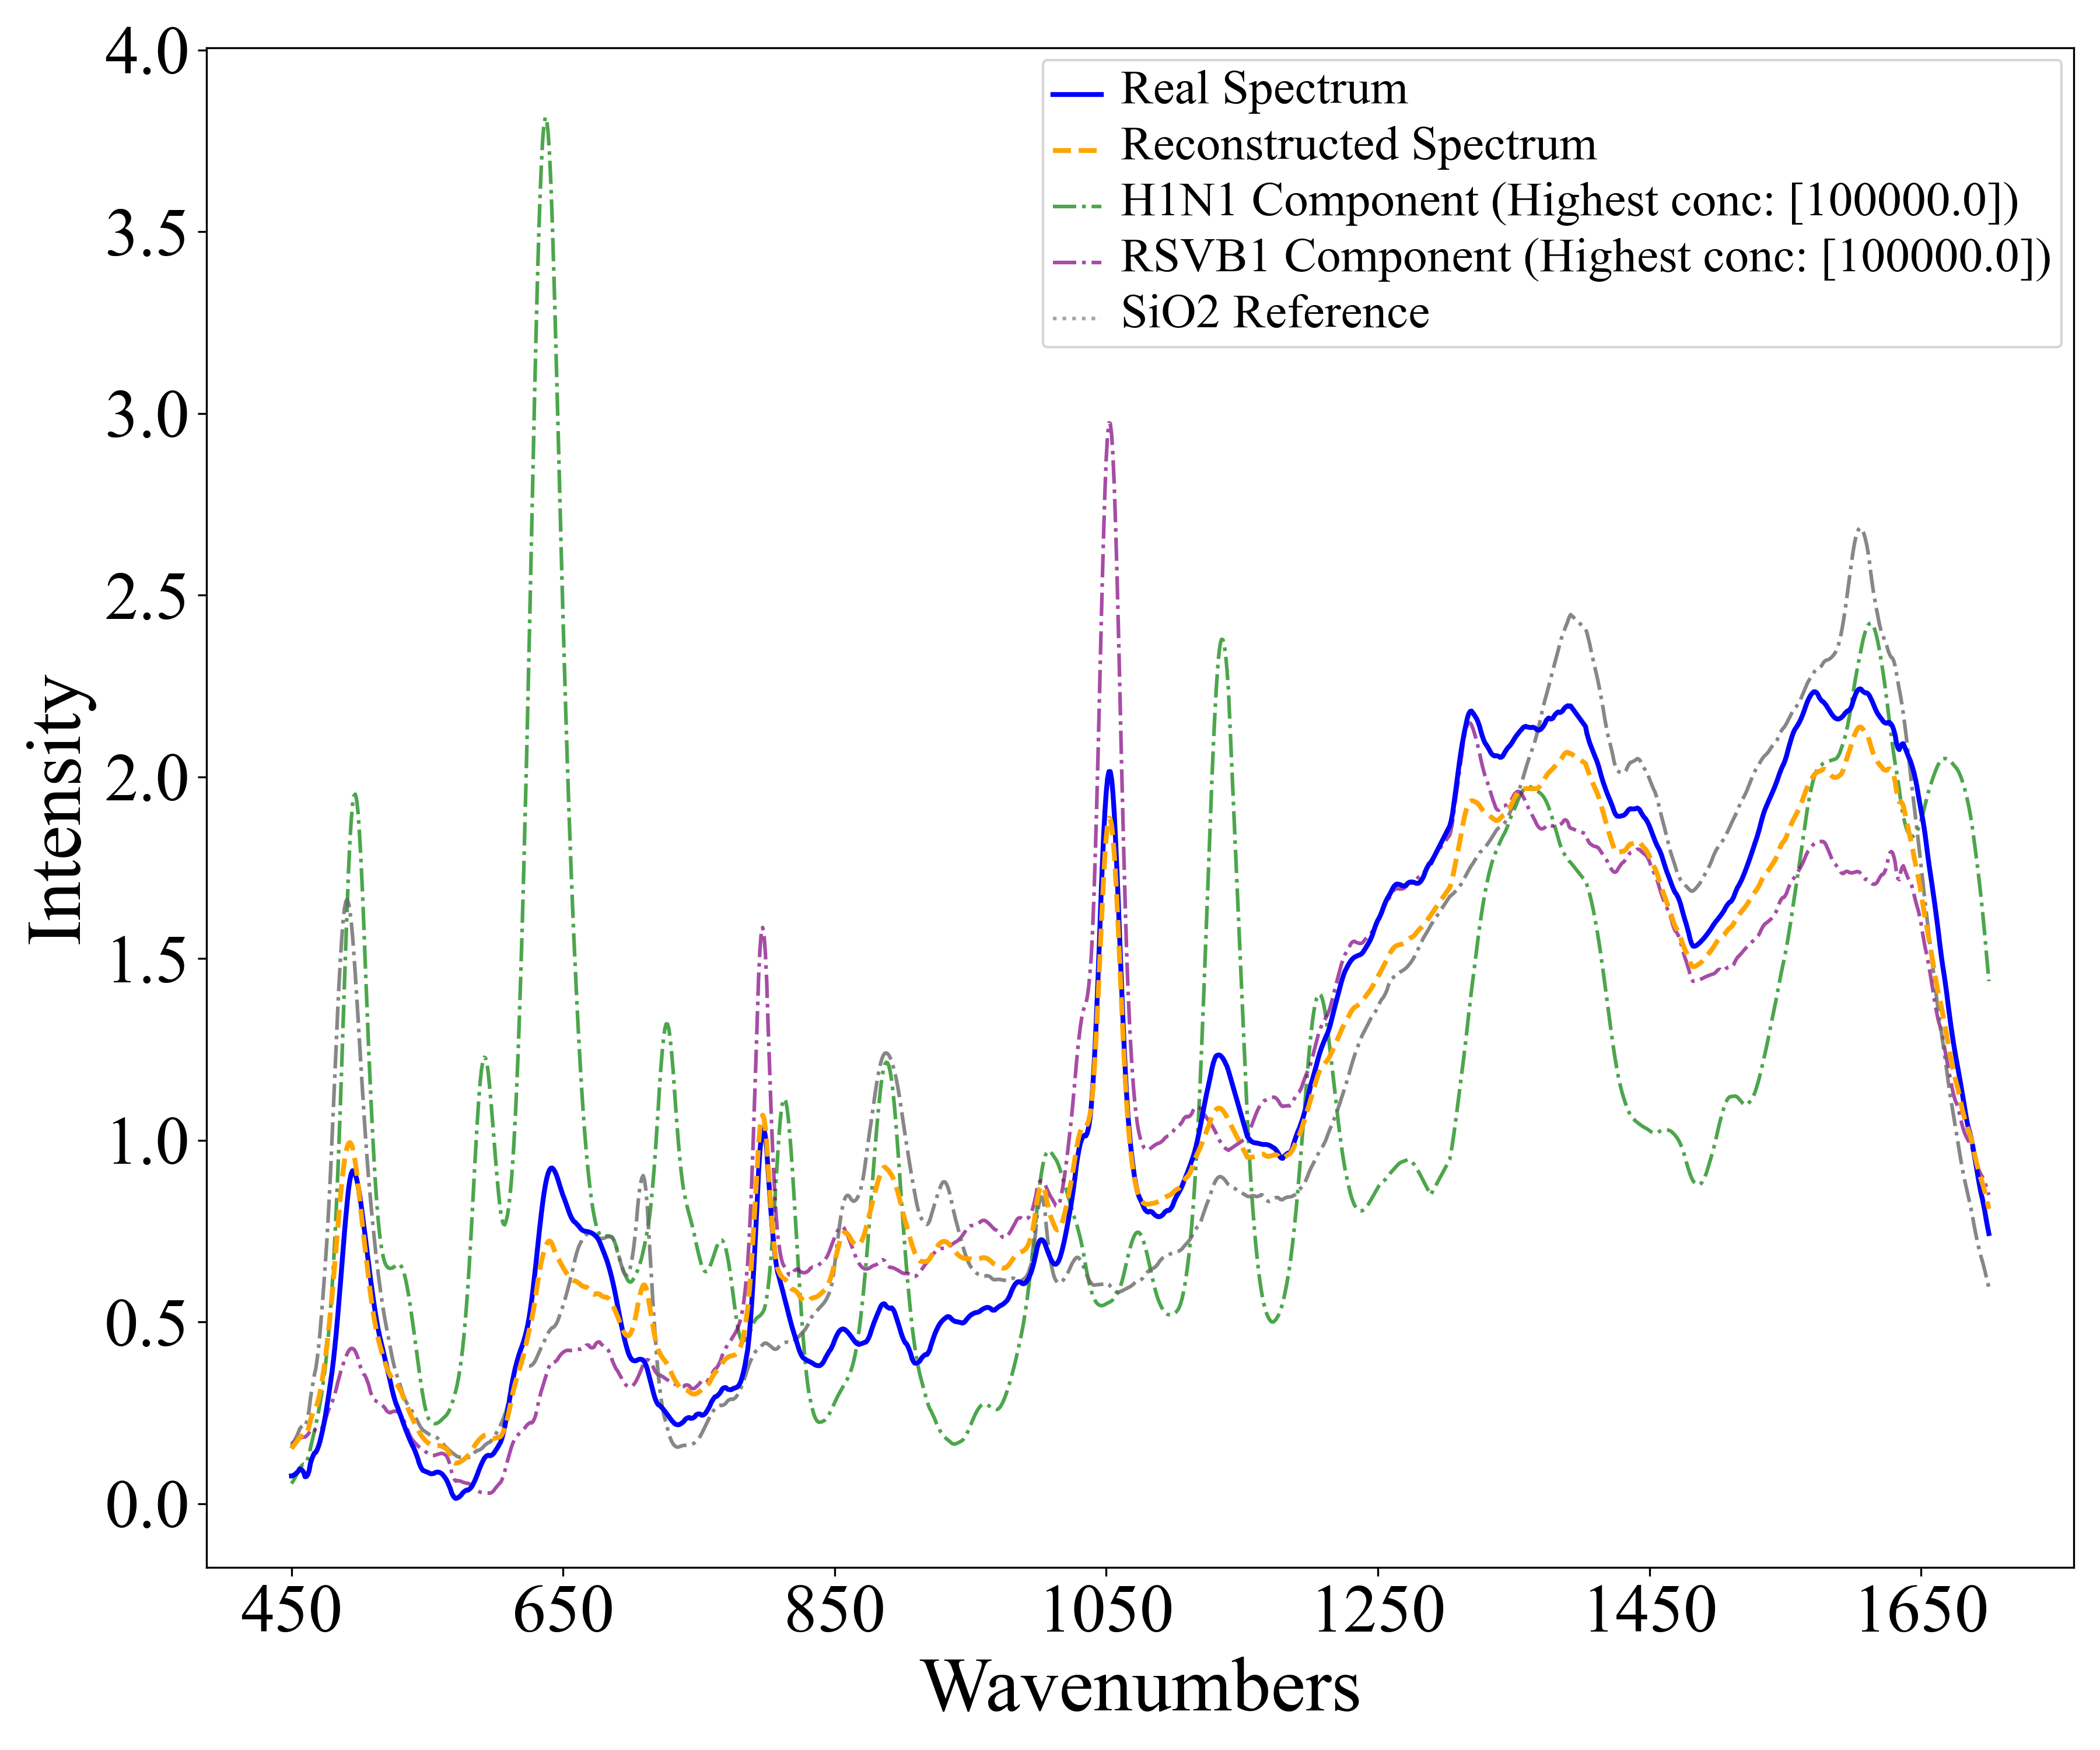 4.0
3.5
3.0
2.5
2.0
1.5
1.0
0.5
0.0
Intensity
Real Spectrum
Reconstructed Spectrum
H1N1 Component (Highest conc: [100000.0])
RSVB1 Component (Highest conc: [100000.0])
SiO2 Reference
450 650 850 1050 1250 1450 1650
Wavenumbers